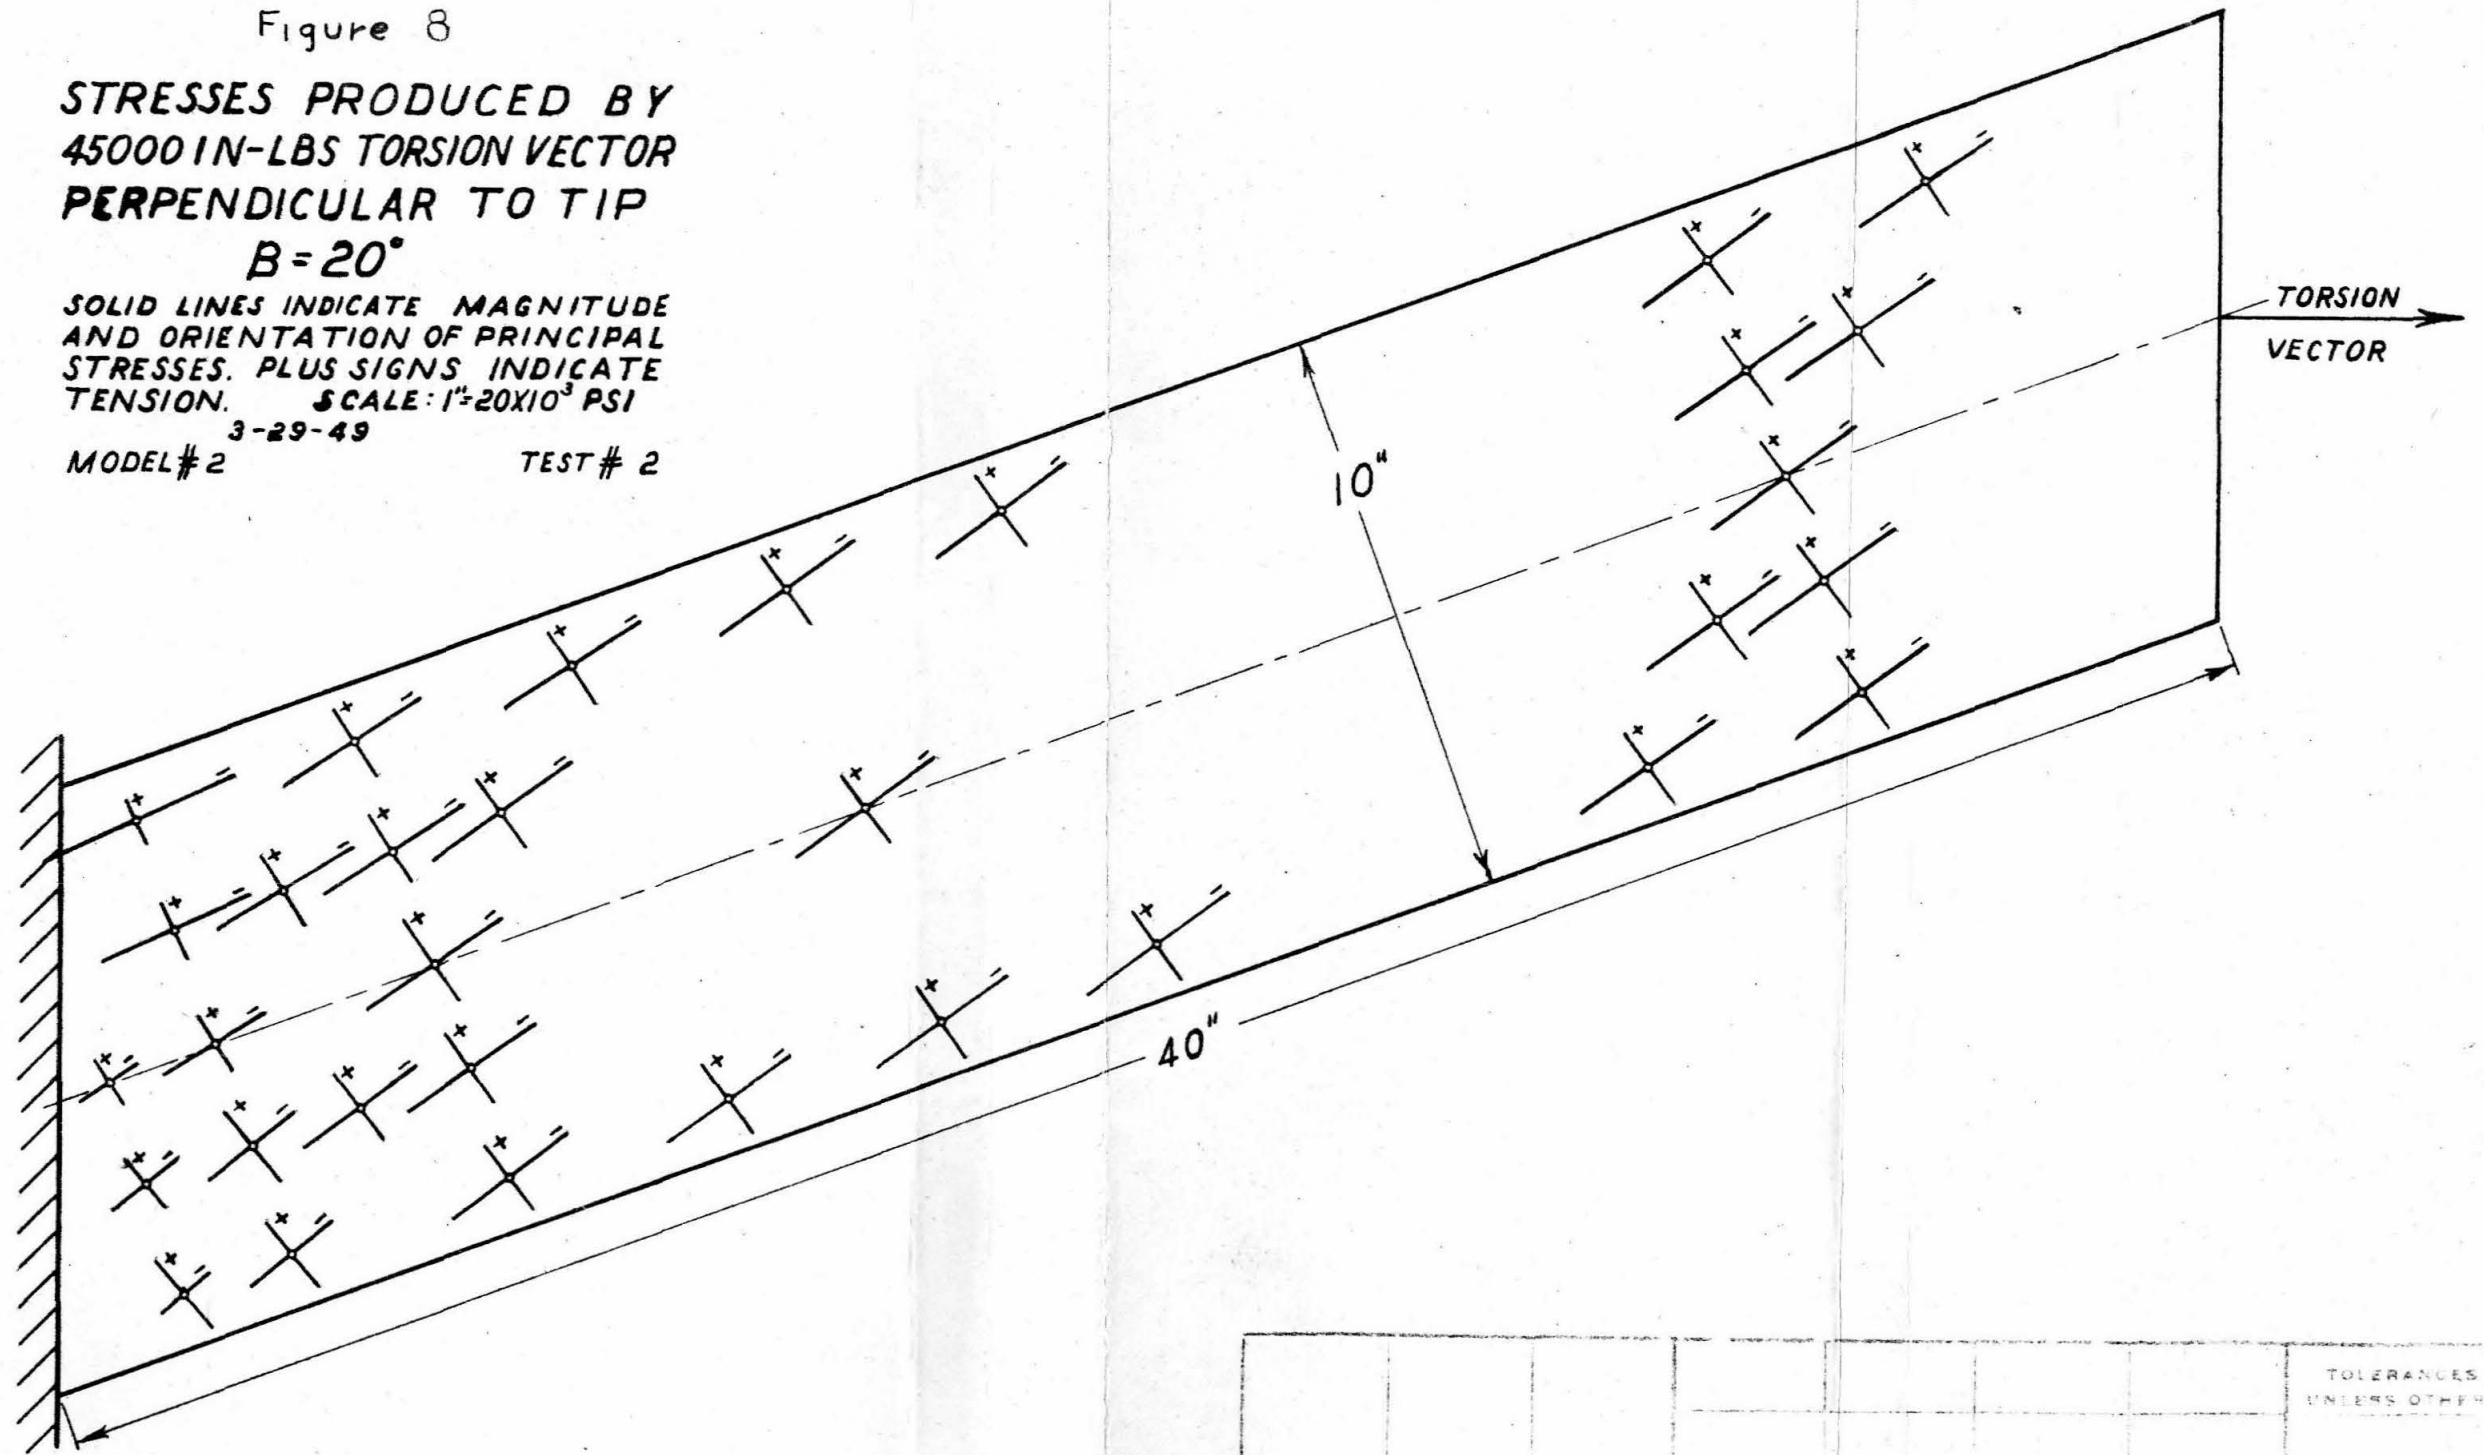 Figure 8
STRESSES PRODUCED BY
45000 IN-LBS TORSION VECTOR
PERPENDICULAR TO TIP
B=20°
SOLID LINES INDICATE MAGNITUDE
AND ORIENTATION OF PRINCIPAL
STRESSES. PLUS SIGNS INDICATE
TENSION. SCALE: 1"=20X10³ PSI
3-29-49
MODEL # 2 TEST # 2
TORSION
VECTOR
10"
40"
TOLERANCES
UNLESS OTHER